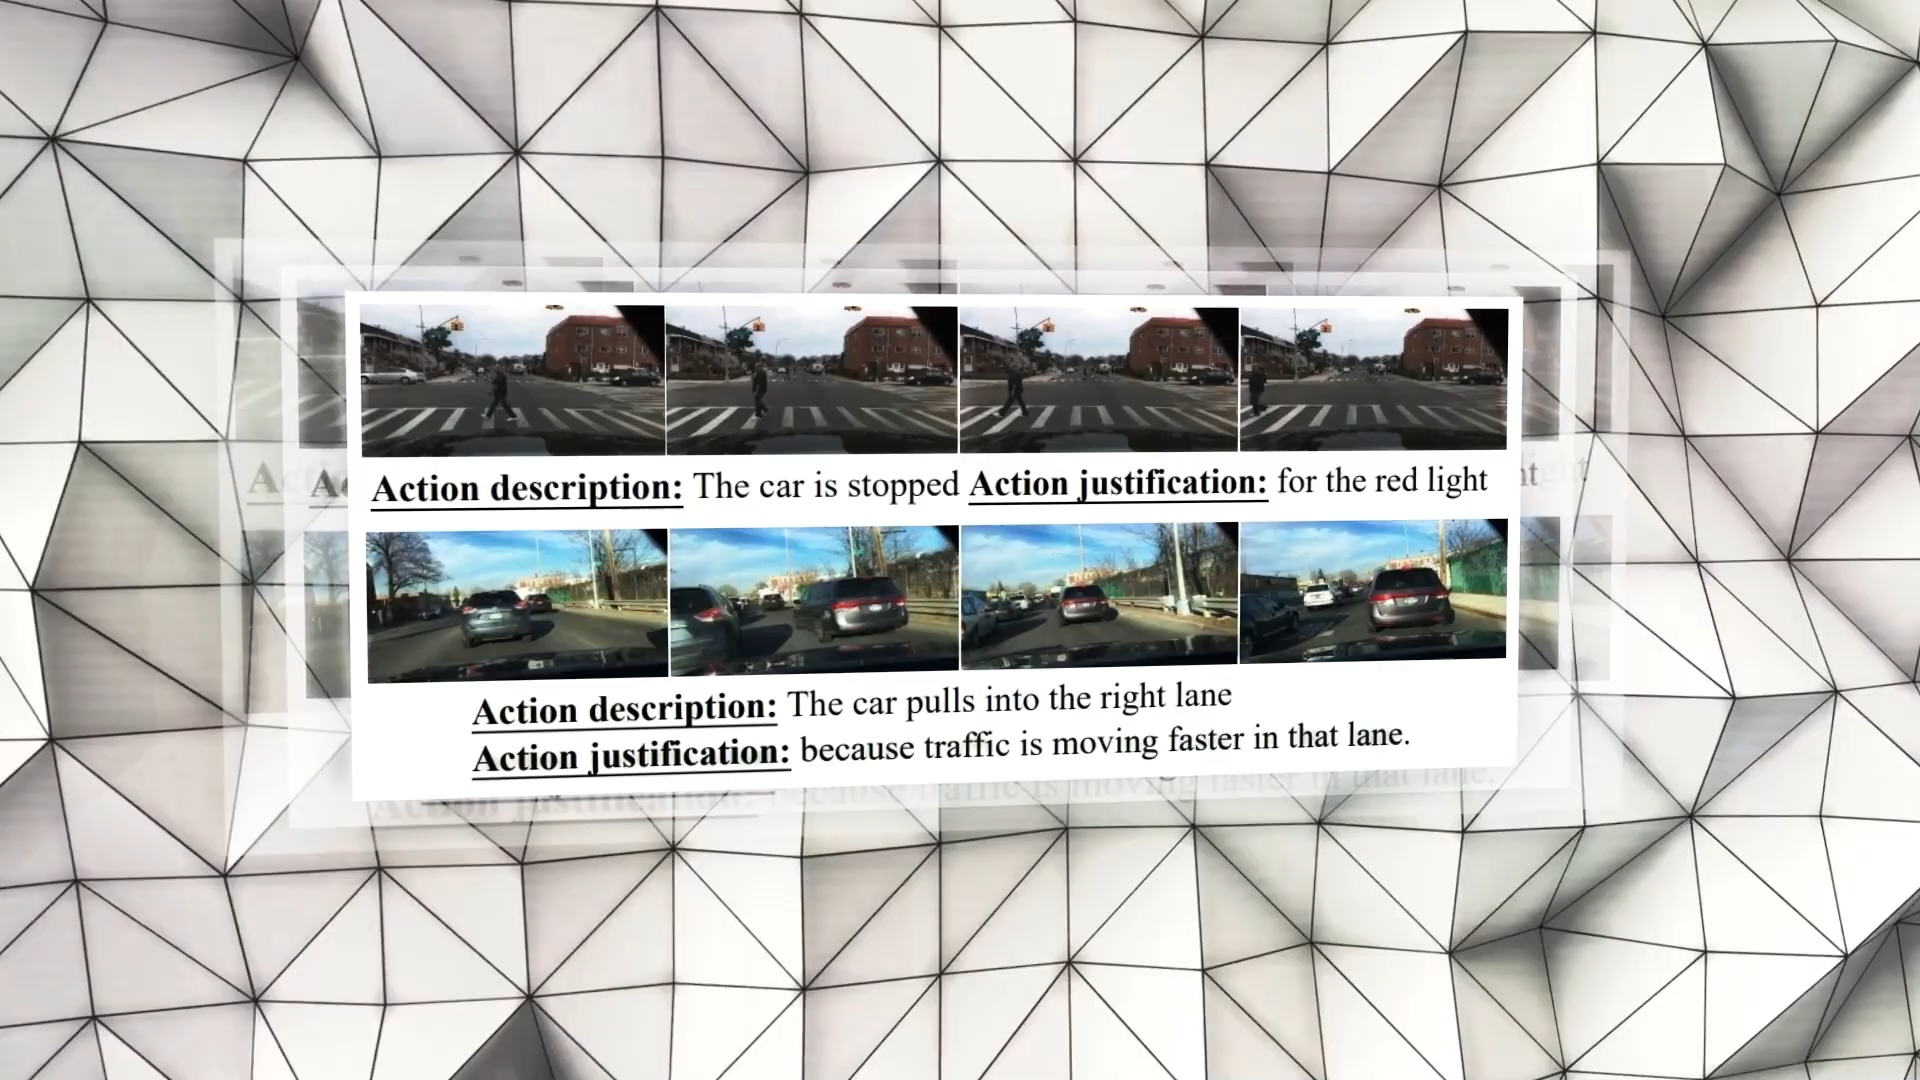 Action description: The car is stopped Action justification: for the red light
Action description: The car pulls into the right lane
Action justification: because traffic is moving faster in that lane.